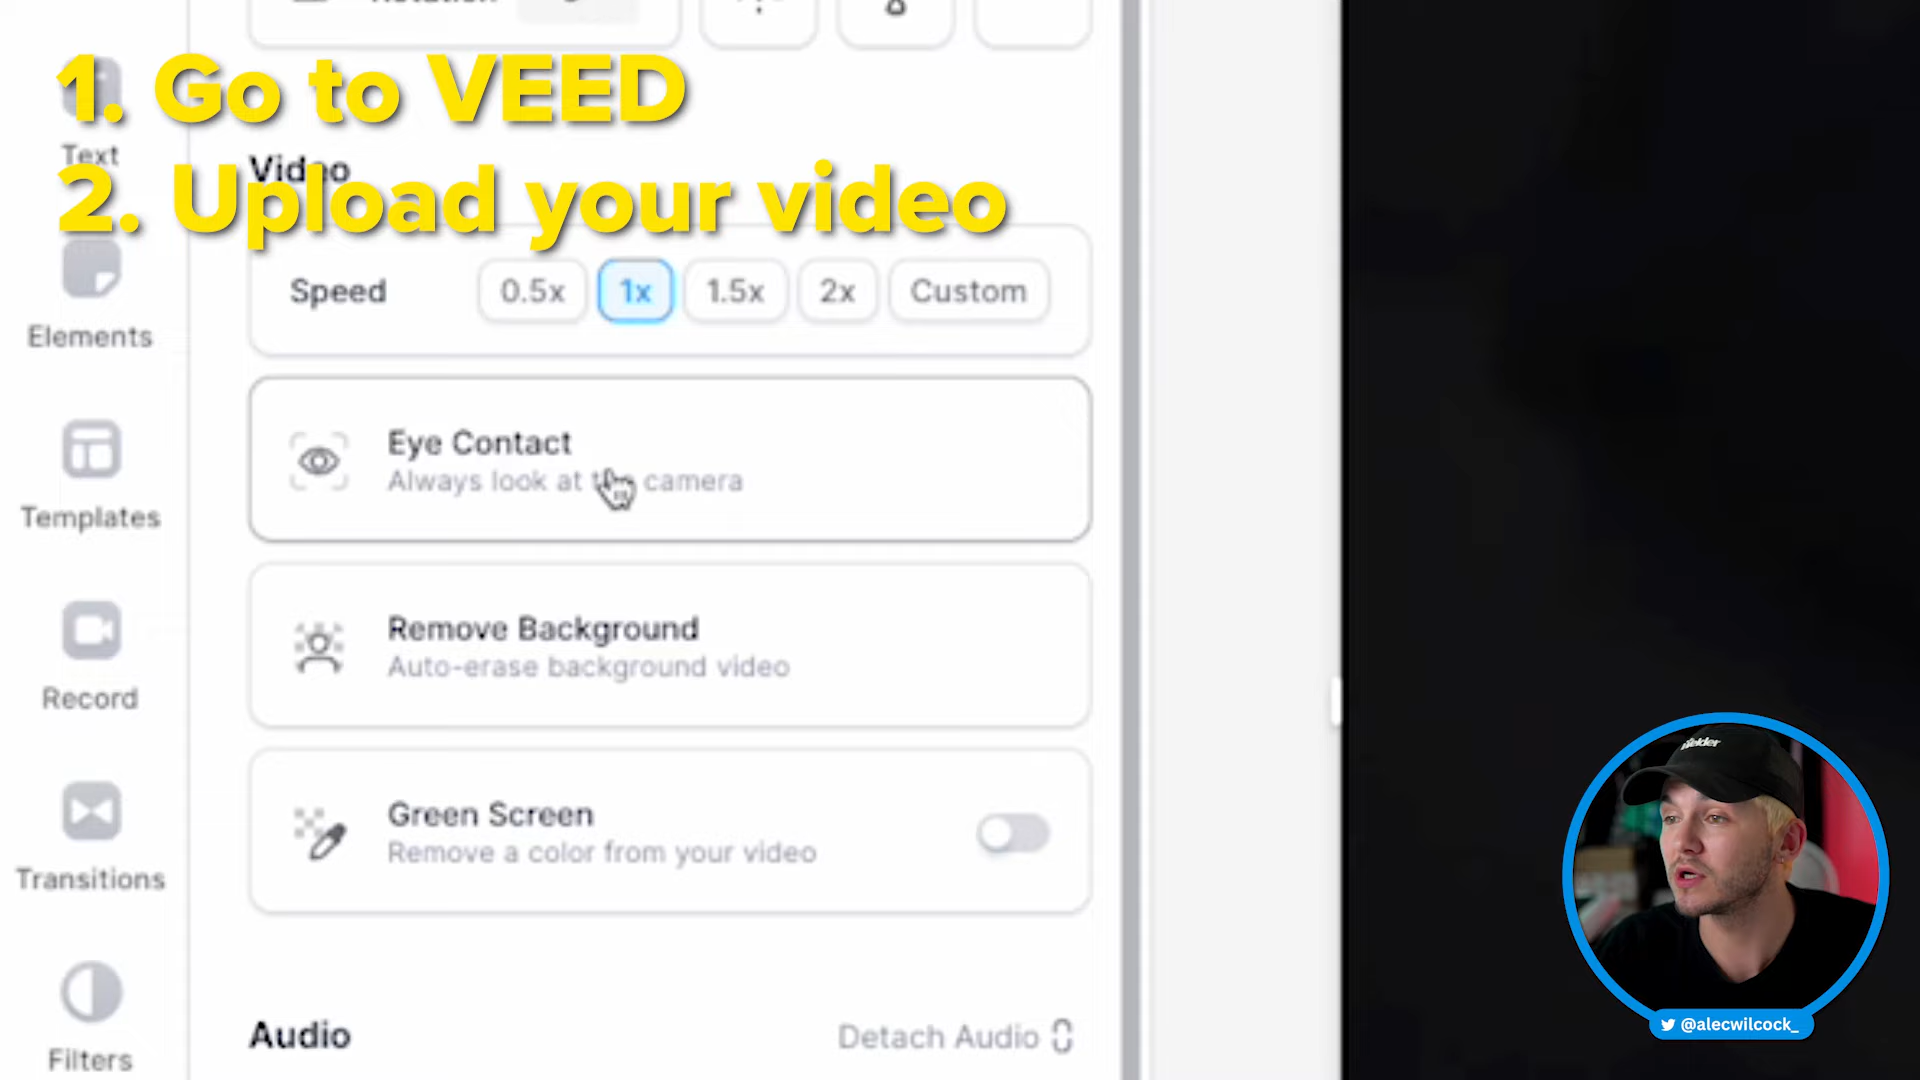 Rotation
1. Go to VEED
Text
Video
2. Upload your video
Speed 0.5x 1x 1.5x 2x Custom
Elements
Eye Contact
Always look at the camera
Templates
Remove Background
Auto-erase background video
Record
Green Screen
Remove a color from your video
Transitions
Audio Detach Audio
Filters
Welder
@alecwilcock_